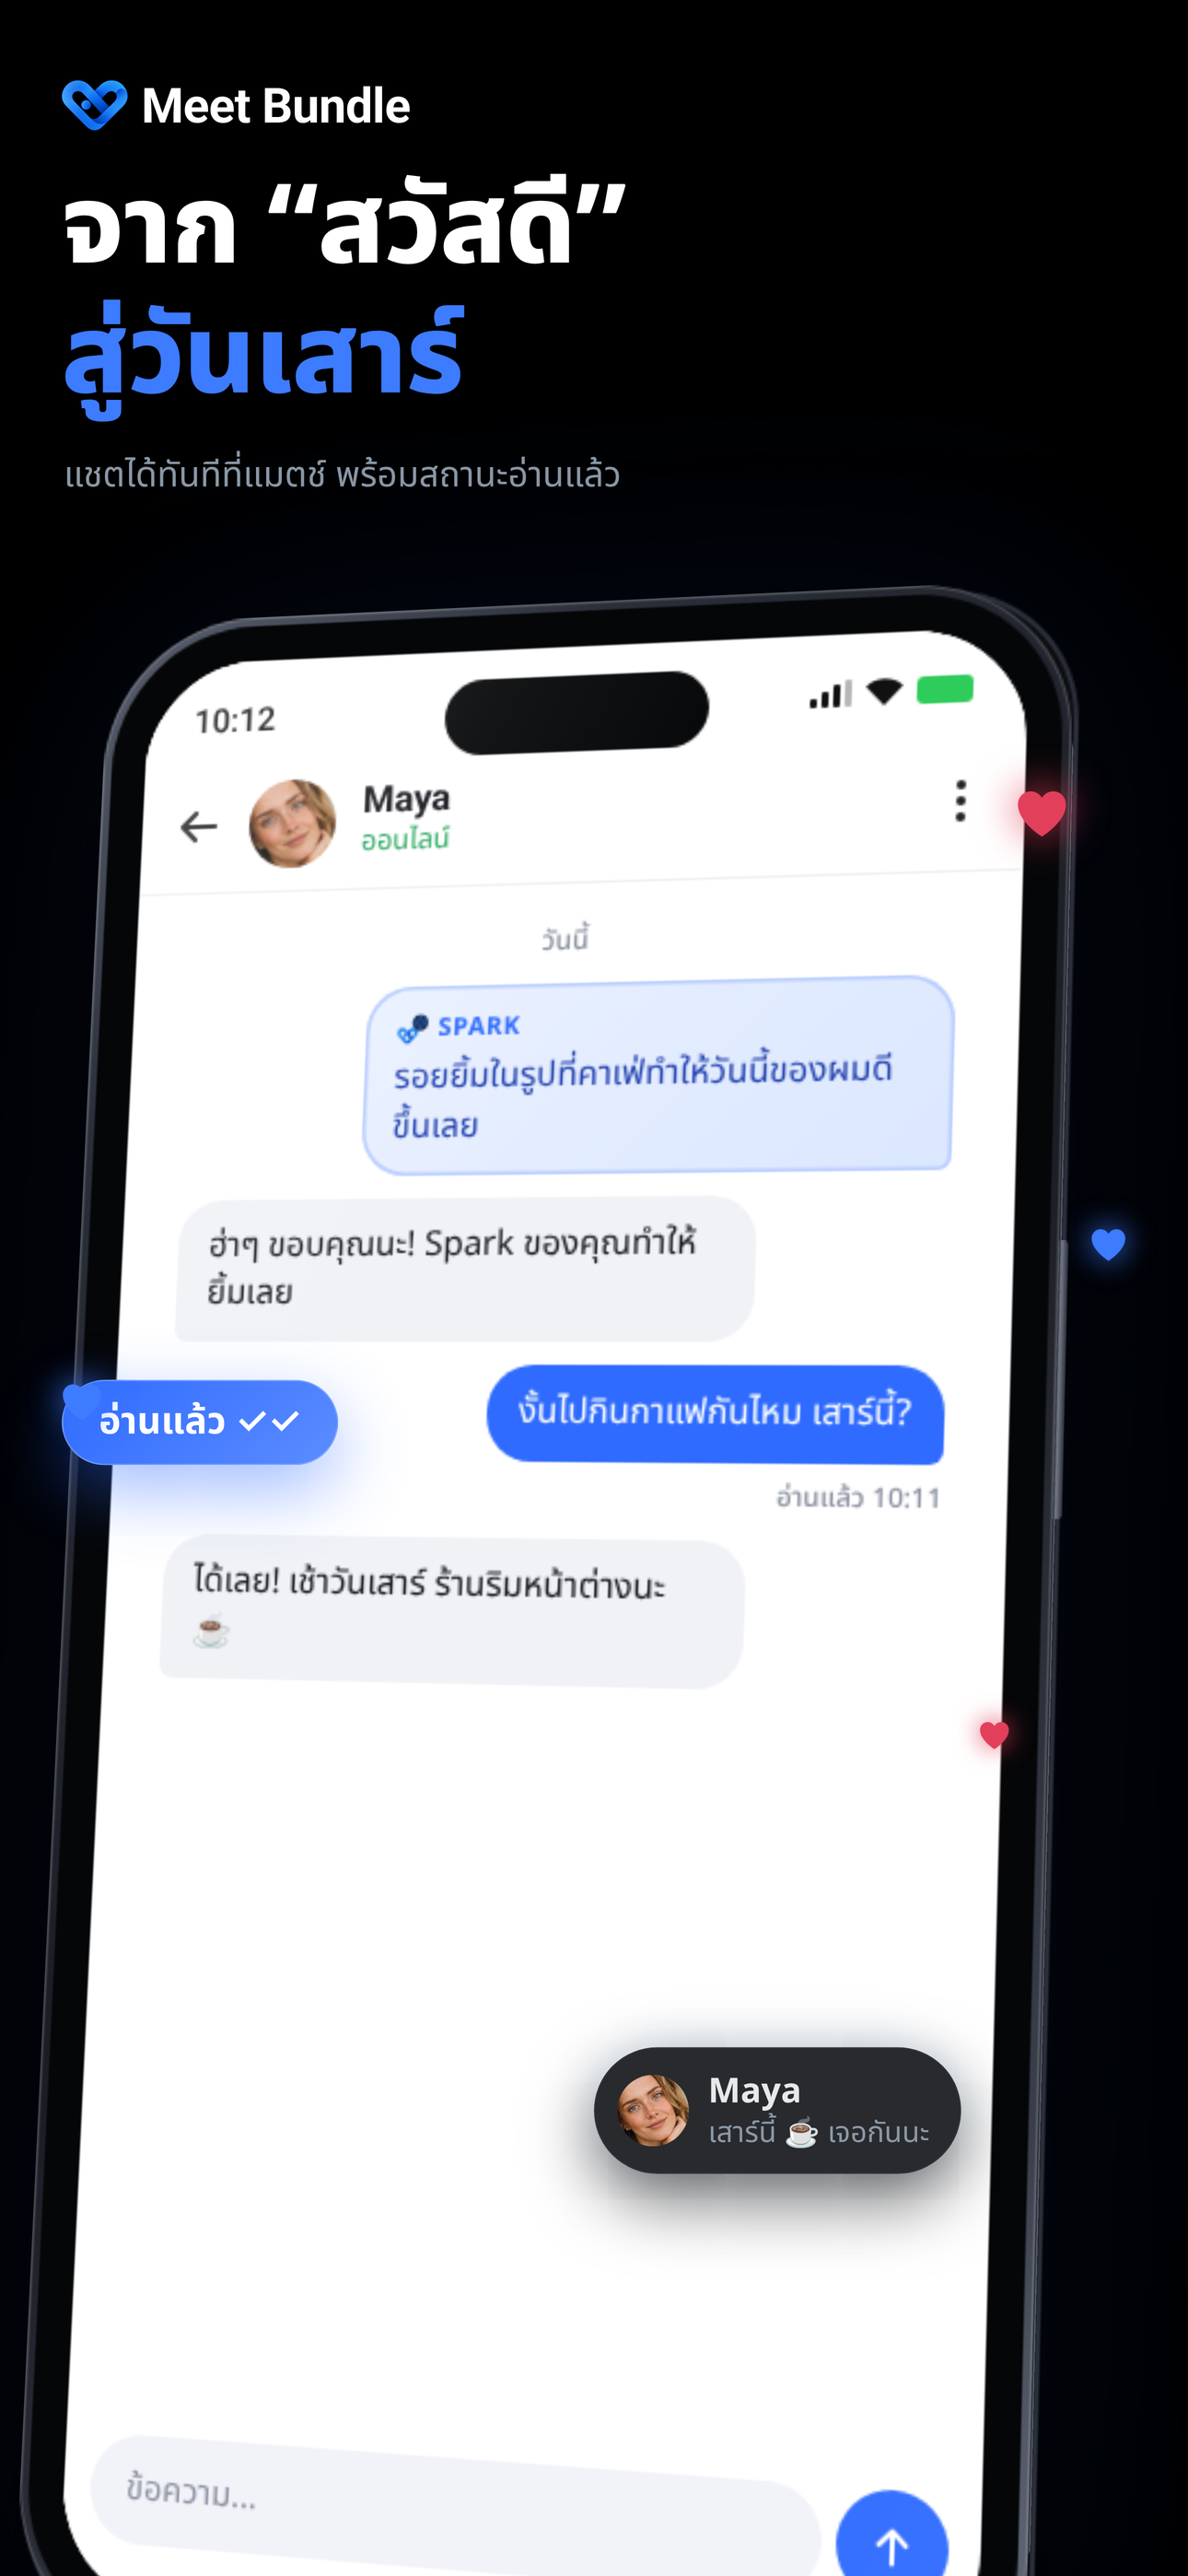 Meet Bundle
จาก “สวัสดี”
สู่วันเสาร์
แชตได้ทันทีที่แมตช์ พร้อมสถานะอ่านแล้ว
10:12
Maya
ออนไลน์
วันนี้
SPARK
รอยยิ้มในรูปที่คาเฟ่ทำให้วันนี้ของผมดี
ขึ้นเลย
ฮ่าๆ ขอบคุณนะ! Spark ของคุณทำให้
ยิ้มเลย
อ่านแล้ว ✓✓
งั้นไปกินกาแฟกันไหม เสาร์นี้?
อ่านแล้ว 10:11
ได้เลย! เช้าวันเสาร์ ร้านริมหน้าต่างนะ
☕
Maya
เสาร์นี้ ☕ เจอกันนะ
ข้อความ...